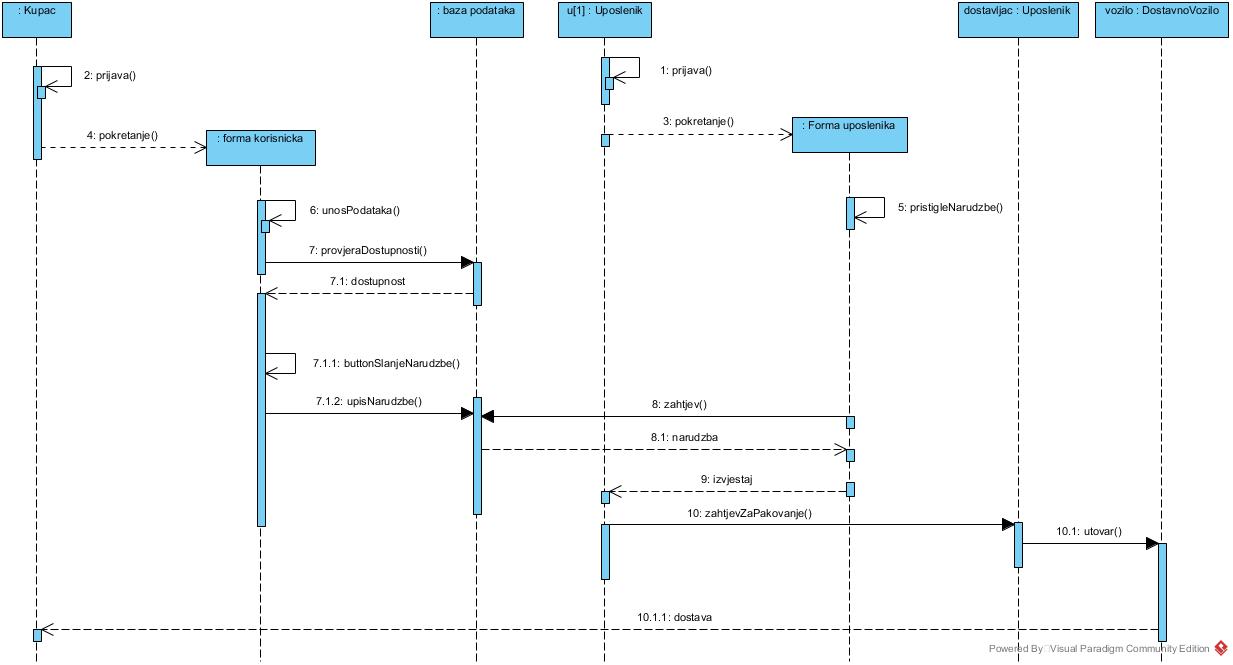 : Kupac
: baza podataka
u[1] : Uposlenik
dostavljac : Uposlenik
vozilo : DostavnoVozilo
2: prijava()
1: prijava()
4: pokretanje()
: forma korisnicka
3: pokretanje()
: Forma uposlenika
6: unosPodataka()
5: pristigleNarudzbe()
7: provjeraDostupnosti()
7.1: dostupnost
7.1.1: buttonSlanjeNarudzbe()
7.1.2: upisNarudzbe()
8: zahtjev()
8.1: narudzba
9: izvjestaj
10: zahtjevZaPakovanje()
10.1: utovar()
10.1.1: dostava
Powered By Visual Paradigm Community Edition